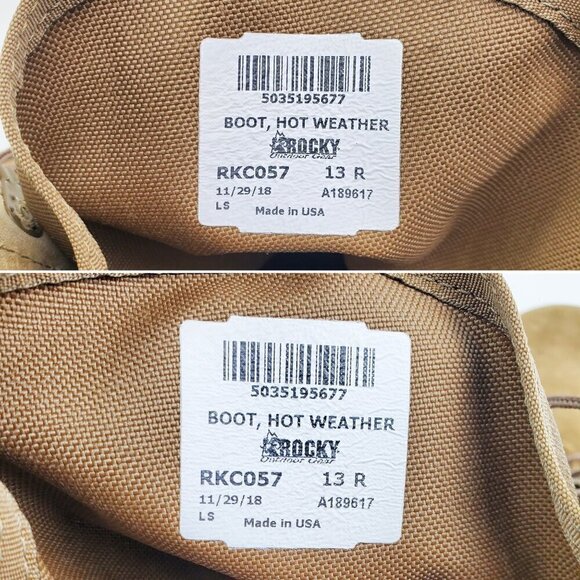 5035195677
BOOT, HOT WEATHER
ROCKY
Outdoor Gear
RKC057 13 R
11/29/18 A189617
LS Made in USA
5035195677
BOOT, HOT WEATHER
ROCKY
Outdoor Gear
RKC057 13 R
11/29/18 A189617
LS Made in USA